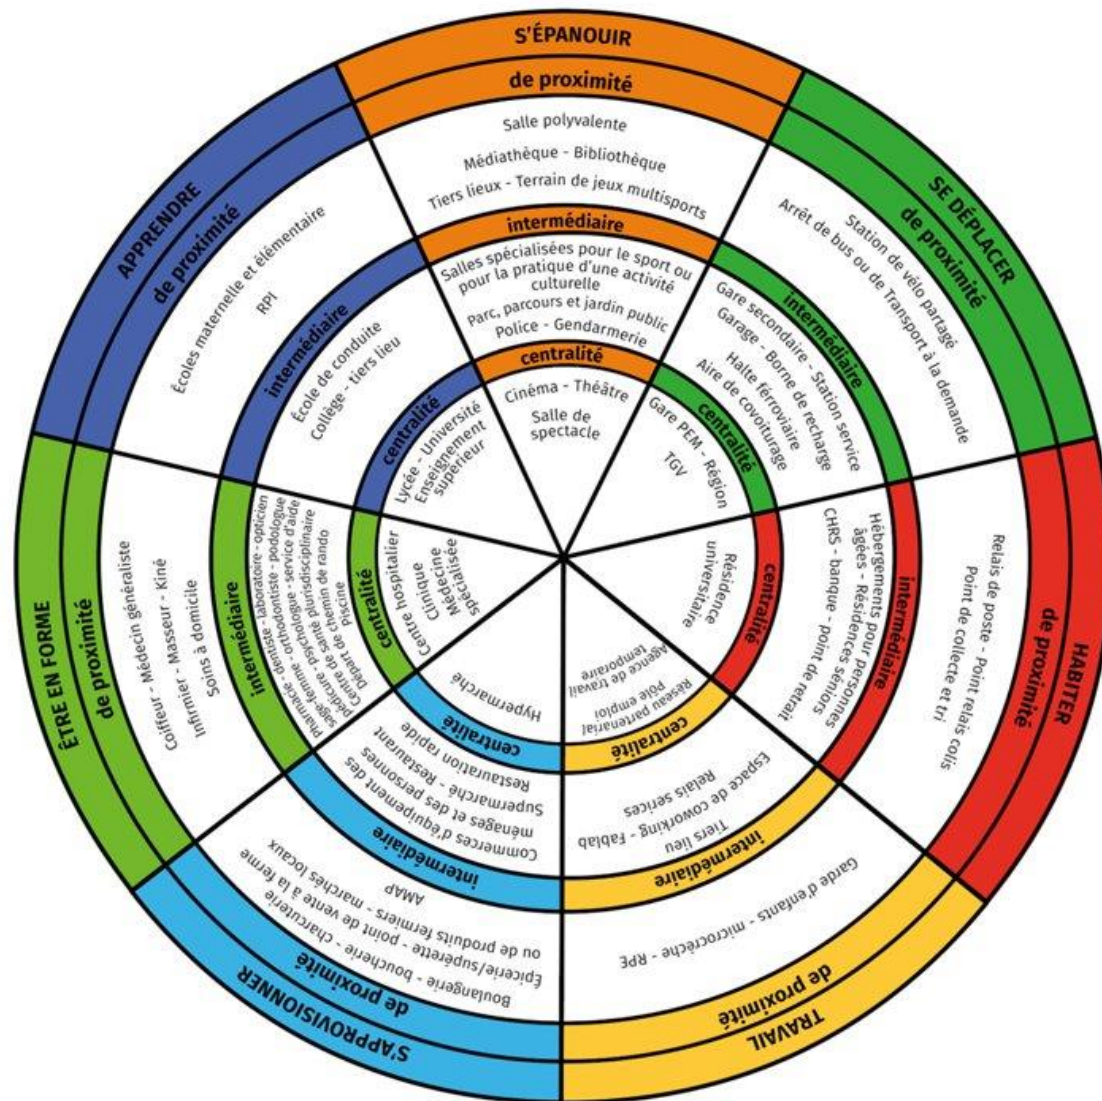 S'ÉPANOUIR
de proximité
Salle polyvalente
Médiathèque - Bibliothèque
Tiers lieux - Terrain de jeux multisports
intermédiaire
Salles spécialisées pour le sport ou
pour la pratique d'une activité
culturelle
Parc, parcours et jardin public
Police - Gendarmerie
centralité
Cinéma - Théâtre
Salle de
spectacle
SE DÉPLACER
de proximité
Station de vélo partagé
Arrêt de bus ou de Transport à la demande
intermédiaire
Gare secondaire - Station service
Garage - Borne de recharge
Halte férroviaire
Aire de covoiturage
centralité
Gare PEM - Région
TGV
HABITER
de proximité
Relais de poste - Point relais colis
Point de collecte et tri
intermédiaire
Hébergements pour personnes
âgées - Résidences séniors
CHRS - banque - point de retrait
centralité
Résidence
universitaire
TRAVAIL
de proximité
Garde d'enfants - microcrèche - RPE
intermédiaire
Tiers lieu
Espace de coworking - Fablab
Relais serices
centralité
Réseau partenarial
Pôle emploi
Agence de travail
temporaire
S'APPROVISIONNER
de proximité
Boulangerie - boucherie - charcuterie
Épicerie/supérette - point de vente à la ferme
ou de produits fermiers - marchés locaux
AMAP
intermédiaire
Commerces d'équipement des
ménages et des personnes
Supermarché - Restaurant
Restauration rapide
centralité
Hypermarché
ÊTRE EN FORME
de proximité
Coiffeur - Médecin généraliste
Infirmier - Masseur - Kiné
Soins à domicile
intermédiaire
Pharmacie - dentiste - laboratoire - opticien
sage-femme - orthodontiste - podologue
pédicure - psychologue - service d'aide
Centre de santé plurisdisciplinaire
Départ de chemin de rando
Piscine
centralité
Centre hospitalier
Clinique
Médecine
spécialisée
APPRENDRE
de proximité
Écoles maternelle et élémentaire
RPI
intermédiaire
École de conduite
Collège - tiers lieu
centralité
Lycée - Université
Enseignement
supérieur